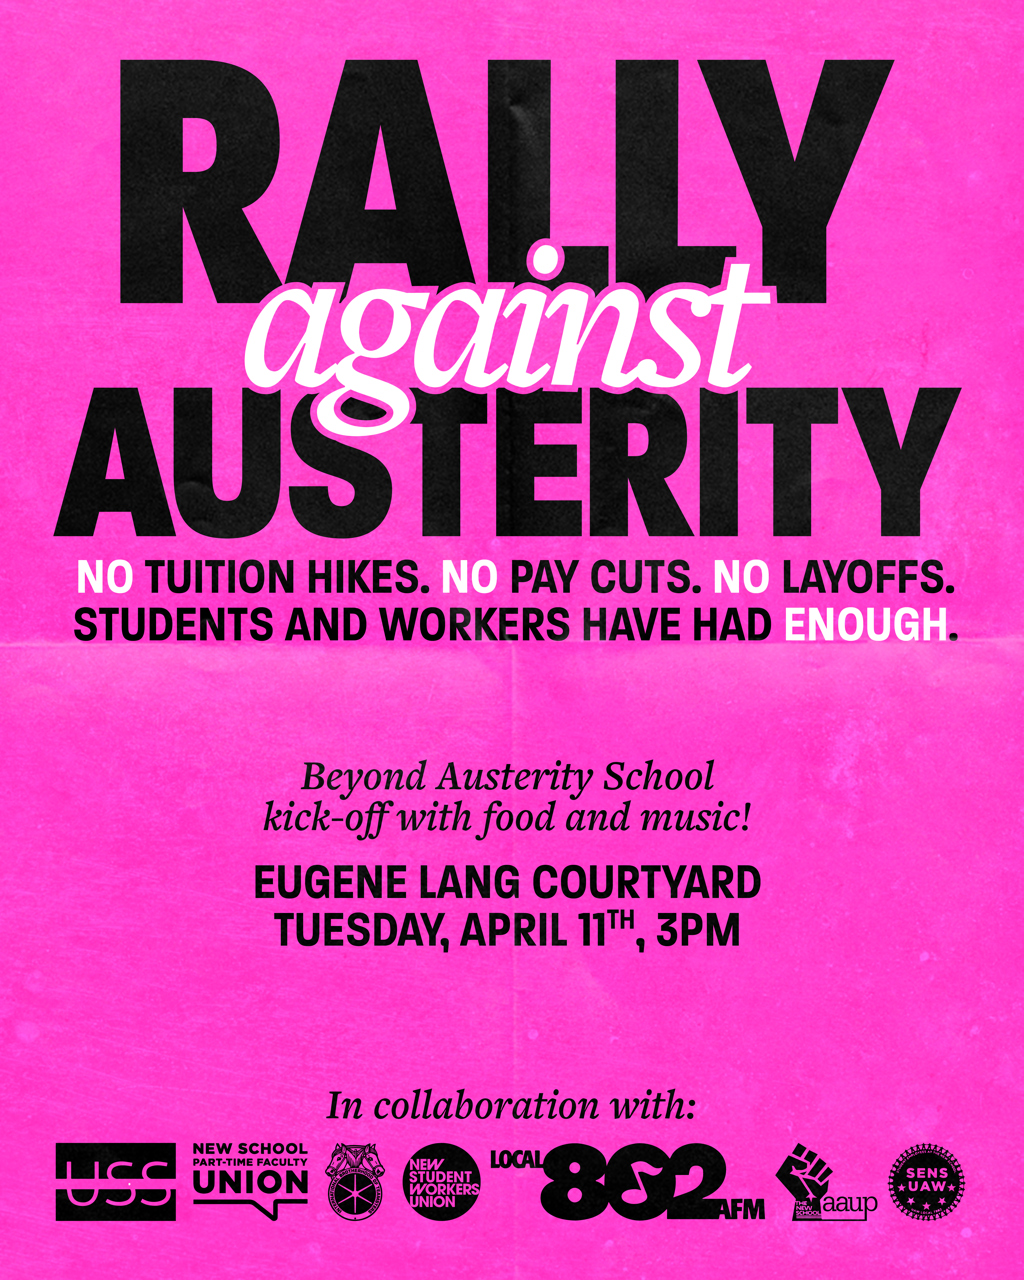 RALLY
against
AUSTERITY
NO TUITION HIKES. NO PAY CUTS. NO LAYOFFS.
STUDENTS AND WORKERS HAVE HAD ENOUGH.
Beyond Austerity School
kick-off with food and music!
EUGENE LANG COURTYARD
TUESDAY, APRIL 11TH, 3PM
In collaboration with:
USS
NEW SCHOOL
PART-TIME FACULTY
UNION
NEW
STUDENT
WORKERS
UNION
LOCAL 802 AFM
THE
NEW
SCHOOL
aaup
SENS
UAW